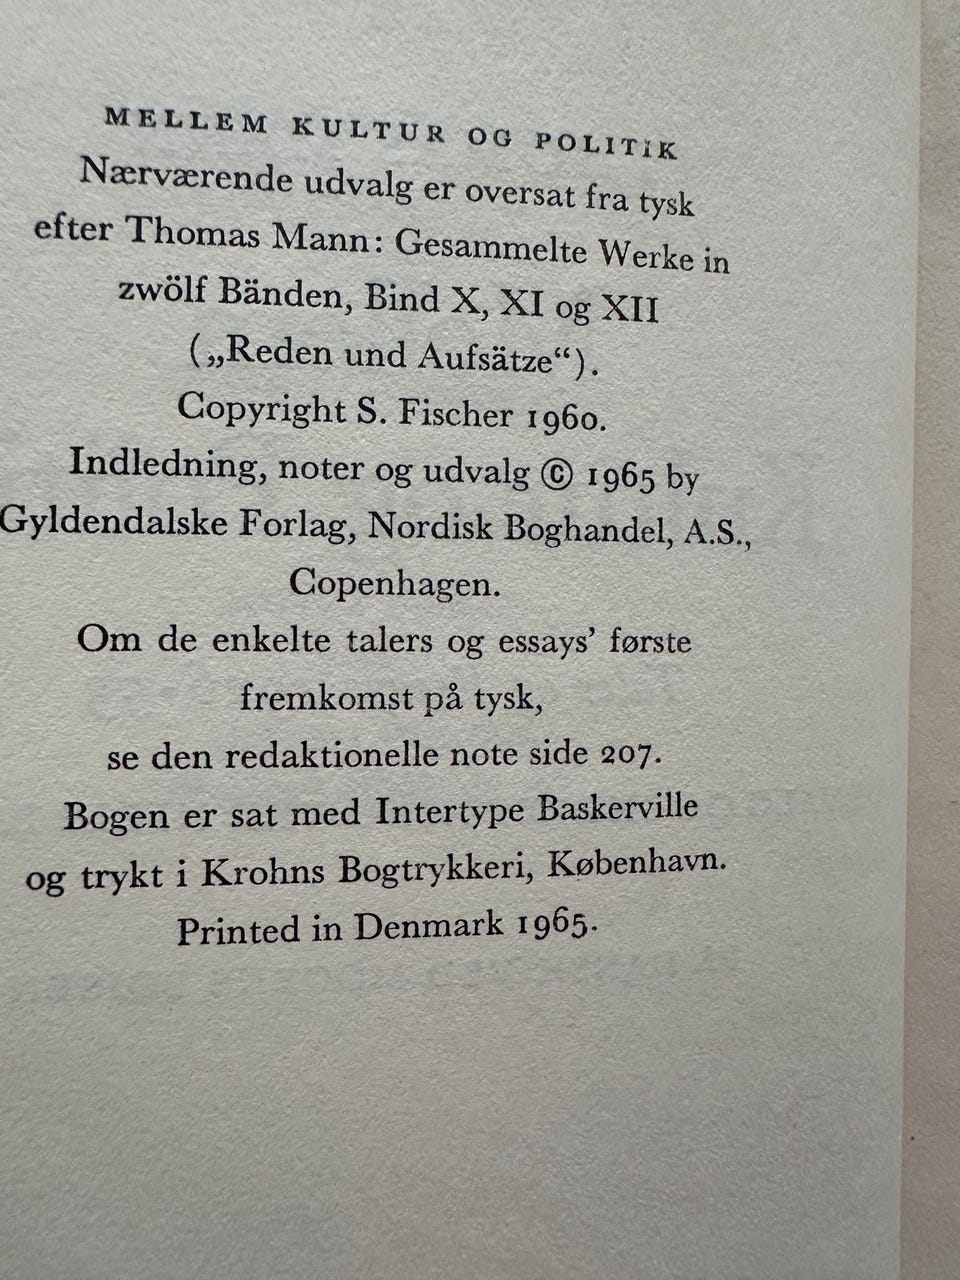 MELLEM KULTUR OG POLITIK
Nærværende udvalg er oversat fra tysk
efter Thomas Mann: Gesammelte Werke in
zwölf Bänden, Bind X, XI og XII
(„Reden und Aufsätze“).
Copyright S. Fischer 1960.
Indledning, noter og udvalg © 1965 by
Gyldendalske Forlag, Nordisk Boghandel, A.S.,
Copenhagen.
Om de enkelte talers og essays’ første
fremkomst på tysk,
se den redaktionelle note side 207.
Bogen er sat med Intertype Baskerville
og trykt i Krohns Bogtrykkeri, København.
Printed in Denmark 1965.